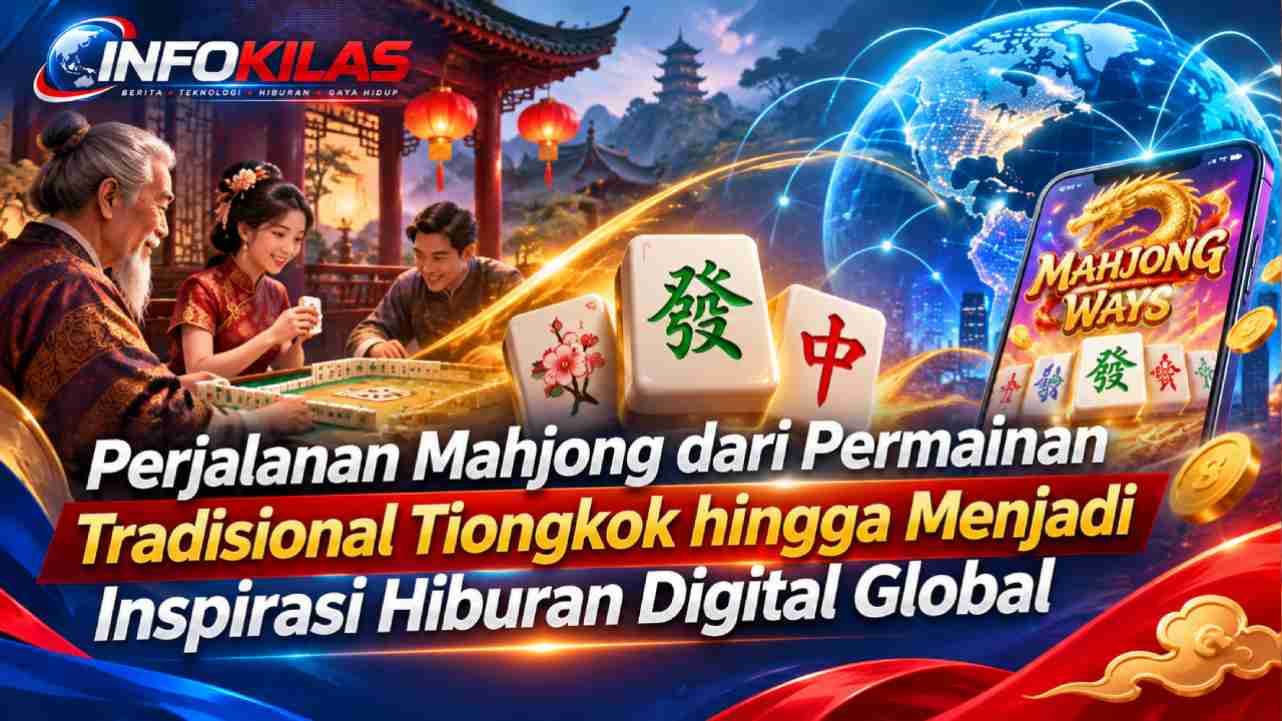 INFOKILAS
BERITA • TEKNOLOGI • HIBURAN • GAYA HIDUP
發
中
MAHJONG
WAYS
發
Perjalanan Mahjong dari Permainan
Tradisional Tiongkok hingga Menjadi
Inspirasi Hiburan Digital Global